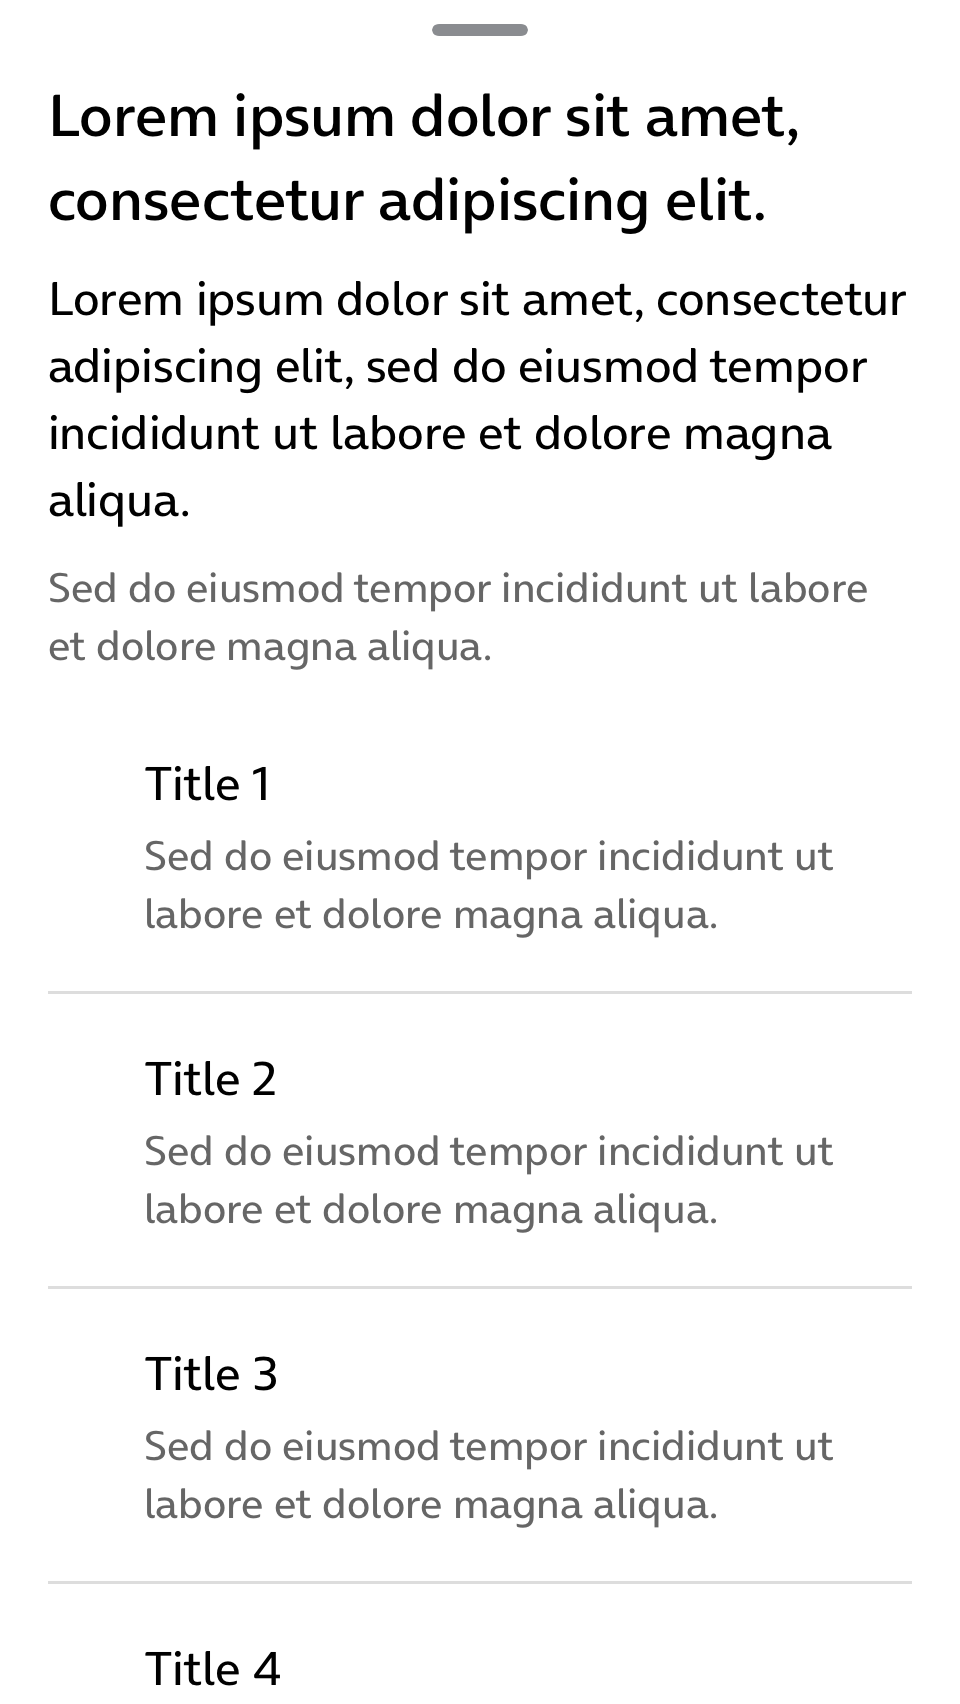 Lorem ipsum dolor sit amet,
consectetur adipiscing elit.
Lorem ipsum dolor sit amet, consectetur
adipiscing elit, sed do eiusmod tempor
incididunt ut labore et dolore magna
aliqua.
Sed do eiusmod tempor incididunt ut labore
et dolore magna aliqua.
Title 1
Sed do eiusmod tempor incididunt ut
labore et dolore magna aliqua.
Title 2
Sed do eiusmod tempor incididunt ut
labore et dolore magna aliqua.
Title 3
Sed do eiusmod tempor incididunt ut
labore et dolore magna aliqua.
Title 4